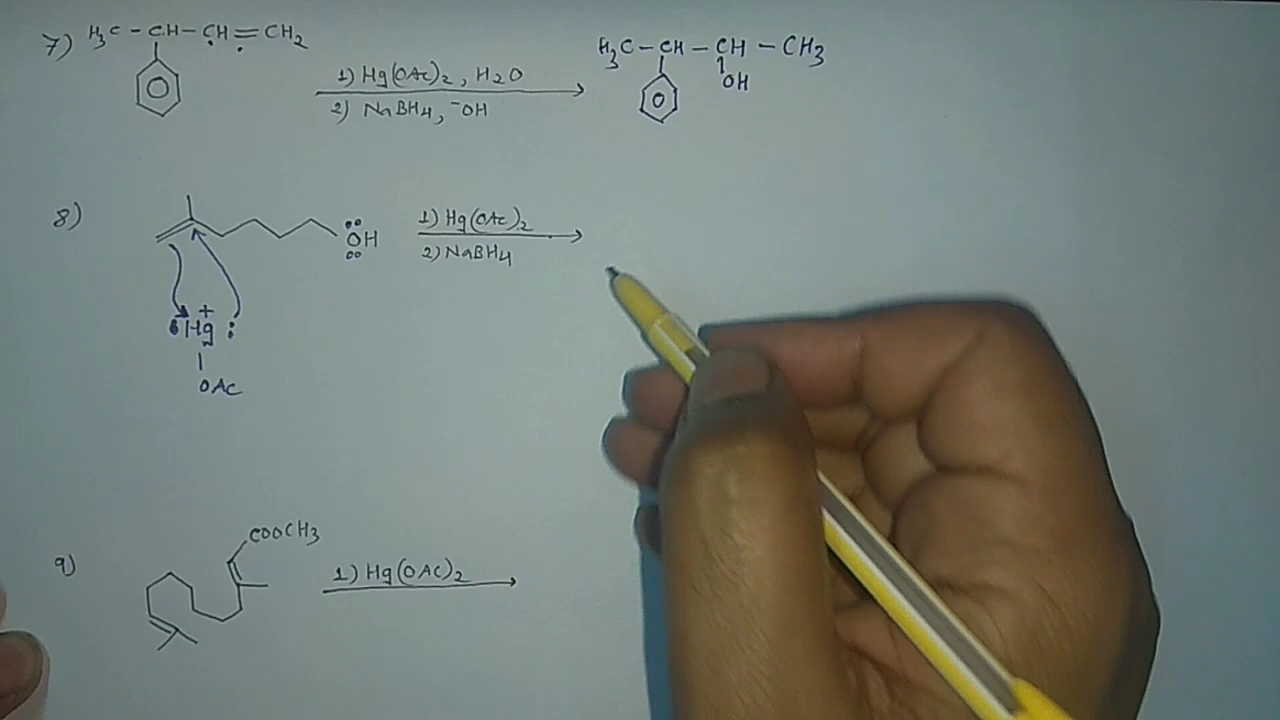 7) H3C - CH - CH = CH2
1) Hg(OAc)2, H2O
2) NaBH4, ⁻OH
H3C - CH - CH - CH3
OH
8)
OH
1) Hg(OAc)2
2) NaBH4
+
Hg
OAC
9)
COOCH3
1) Hg(OAC)2